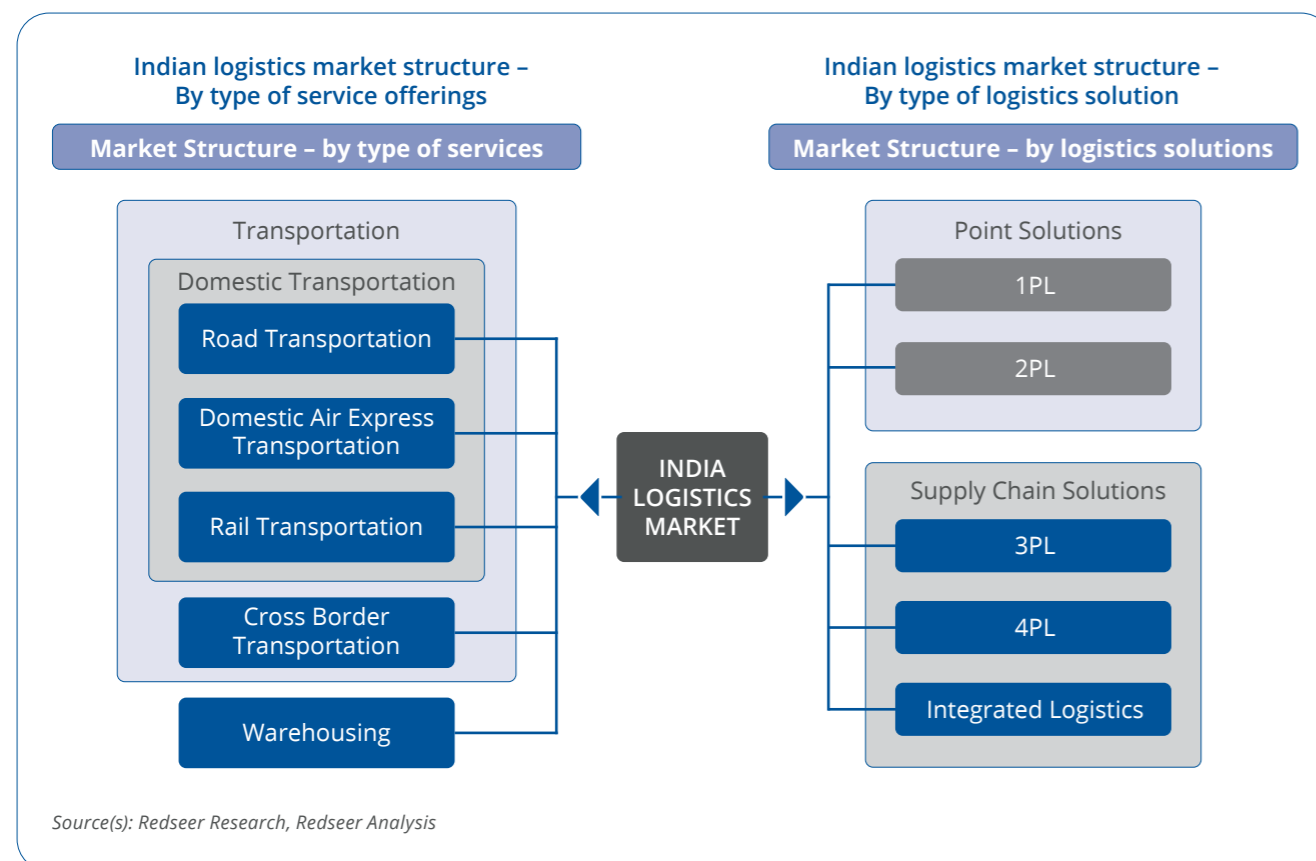 Indian logistics market structure –
By type of service offerings
Market Structure – by type of services
Transportation
Domestic Transportation
Road Transportation
Domestic Air Express
Transportation
Rail Transportation
Cross Border
Transportation
Warehousing
INDIA
LOGISTICS
MARKET
Indian logistics market structure –
By type of logistics solution
Market Structure – by logistics solutions
Point Solutions
1PL
2PL
Supply Chain Solutions
3PL
4PL
Integrated Logistics
Source(s): Redseer Research, Redseer Analysis